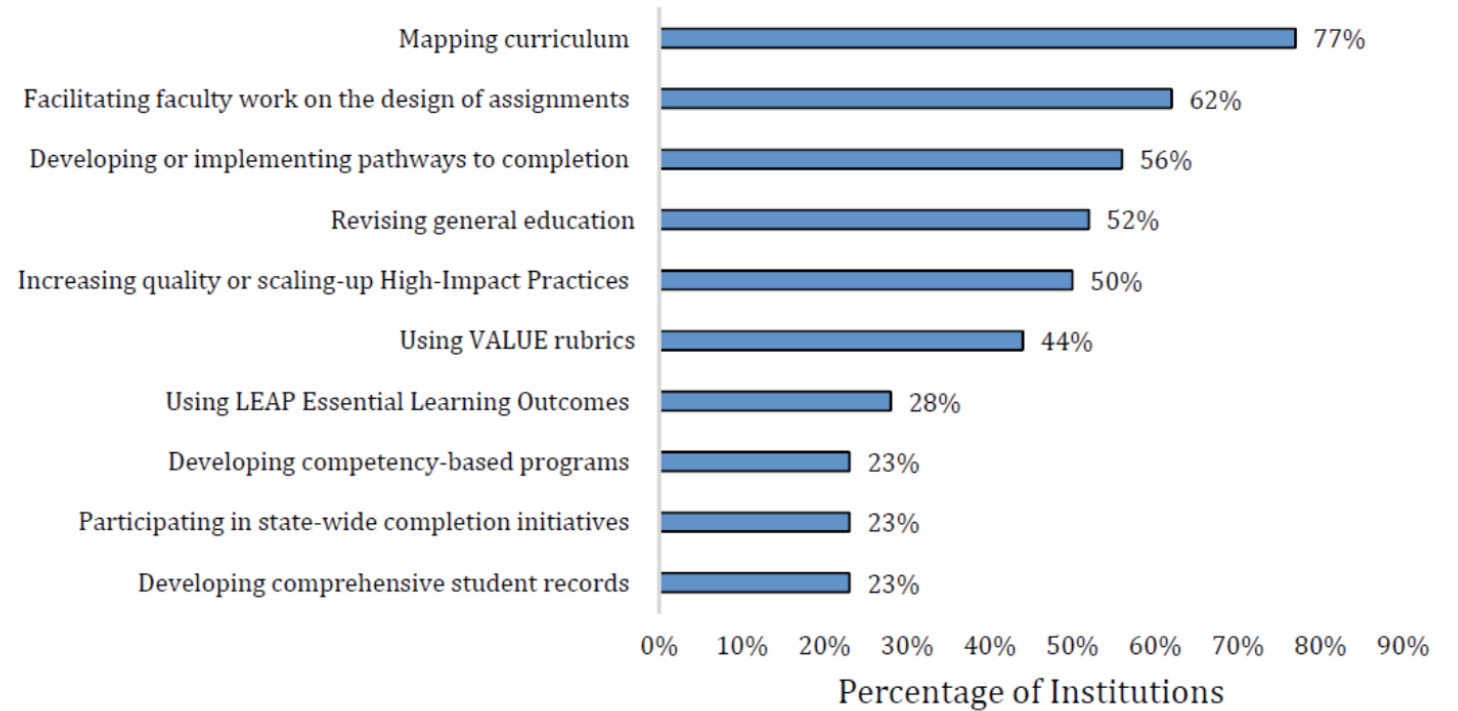 Mapping curriculum 77%
Facilitating faculty work on the design of assignments 62%
Developing or implementing pathways to completion 56%
Revising general education 52%
Increasing quality or scaling-up High-Impact Practices 50%
Using VALUE rubrics 44%
Using LEAP Essential Learning Outcomes 28%
Developing competency-based programs 23%
Participating in state-wide completion initiatives 23%
Developing comprehensive student records 23%
0% 10% 20% 30% 40% 50% 60% 70% 80% 90%
Percentage of Institutions